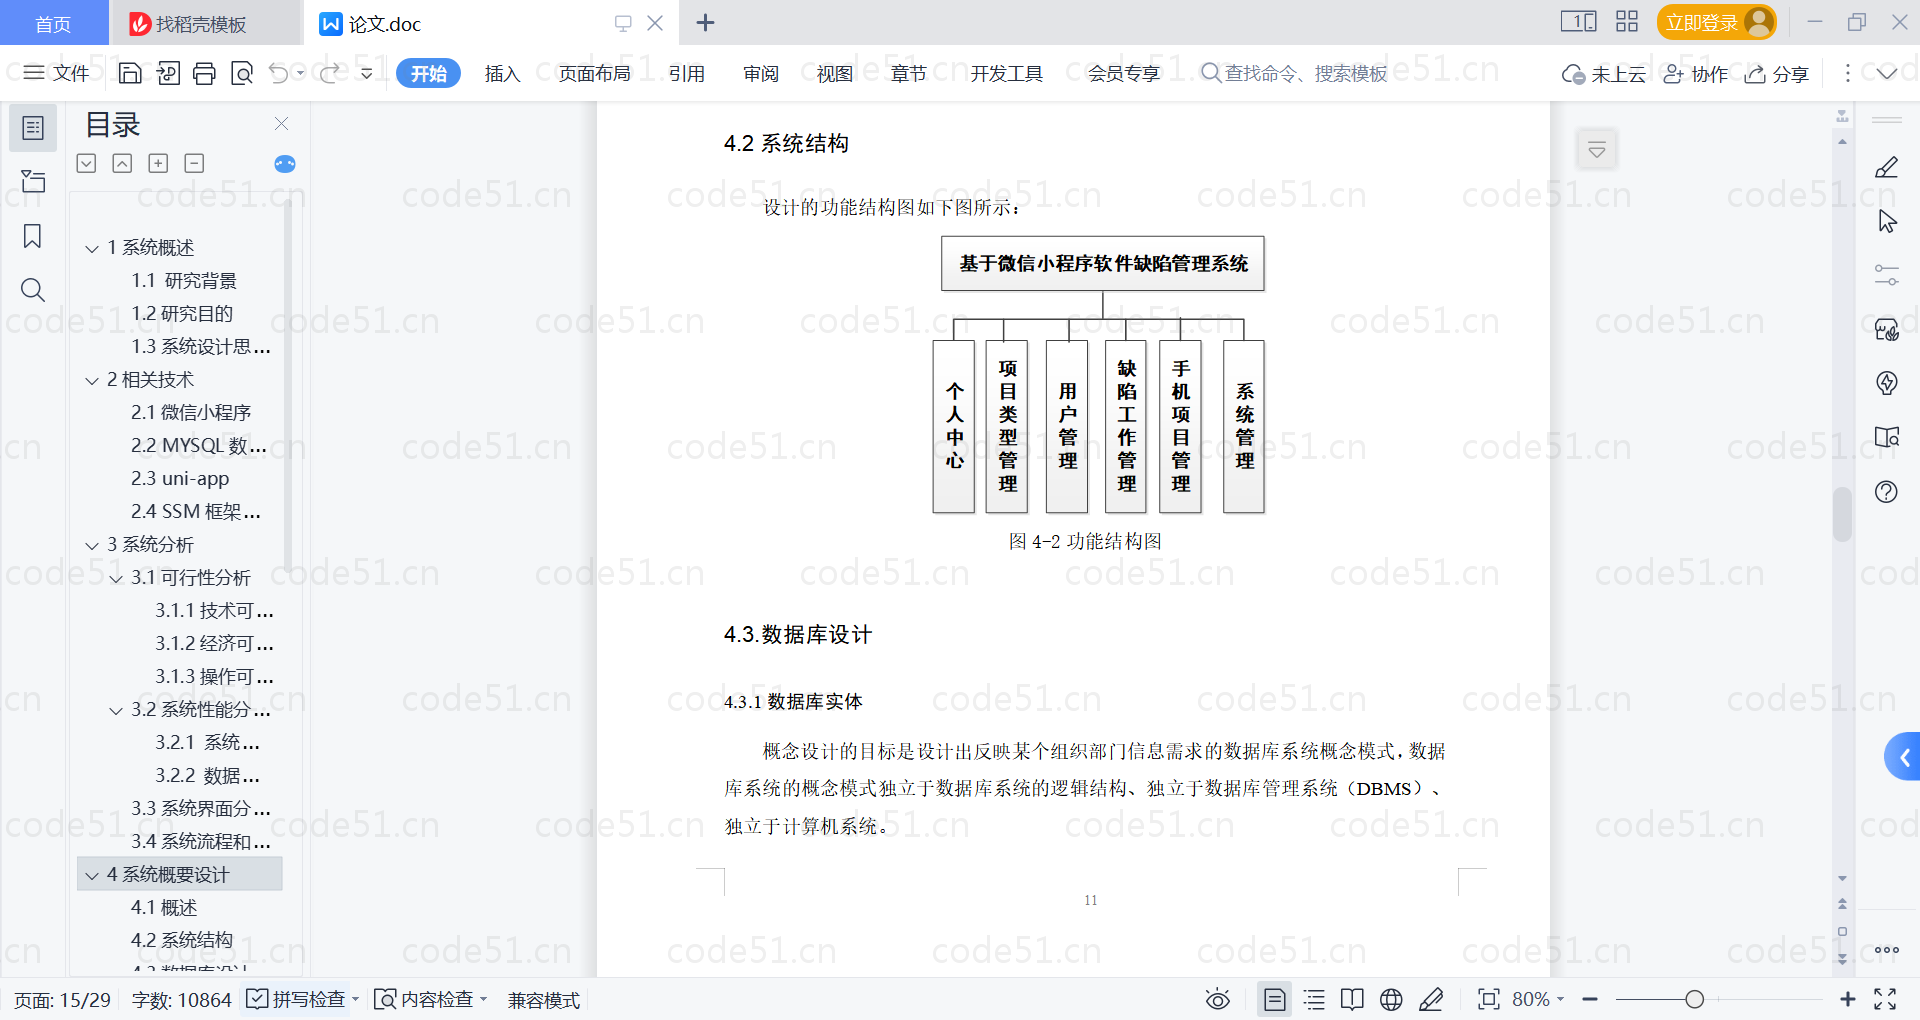 首页
找稻壳模板
论文.doc
立即登录
文件
开始
插入
页面布局
引用
审阅
视图
章节
开发工具
会员专享
查找命令、搜索模板
未上云
协作
分享
目录
1 系统概述
1.1 研究背景
1.2 研究目的
1.3 系统设计思...
2 相关技术
2.1 微信小程序
2.2 MYSQL 数...
2.3 uni-app
2.4 SSM 框架...
3 系统分析
3.1 可行性分析
3.1.1 技术可...
3.1.2 经济可...
3.1.3 操作可...
3.2 系统性能分...
3.2.1 系统...
3.2.2 数据...
3.3 系统界面分...
3.4 系统流程和...
4 系统概要设计
4.1 概述
4.2 系统结构
4.3 数据库设计
4.2 系统结构
设计的功能结构图如下图所示：
基于微信小程序软件缺陷管理系统
个人中心
项目类型管理
用户管理
缺陷工作管理
手机项目管理
系统管理
图 4-2 功能结构图
4.3.数据库设计
4.3.1 数据库实体
概念设计的目标是设计出反映某个组织部门信息需求的数据库系统概念模式，数据
库系统的概念模式独立于数据库系统的逻辑结构、独立于数据库管理系统（DBMS）、
独立于计算机系统。
11
页面: 15/29
字数: 10864
拼写检查
内容检查
兼容模式
80%
code51.cn